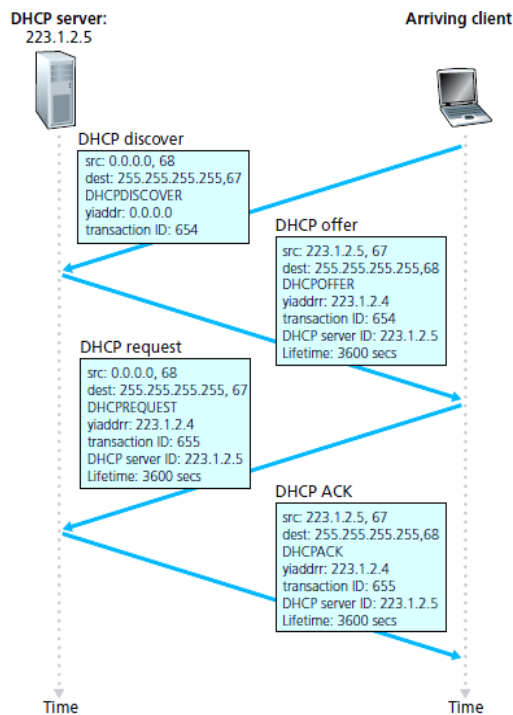 DHCP server:
223.1.2.5
Arriving client
DHCP discover
src: 0.0.0.0, 68
dest: 255.255.255.255,67
DHCPDISCOVER
yiaddr: 0.0.0.0
transaction ID: 654
DHCP offer
src: 223.1.2.5, 67
dest: 255.255.255.255,68
DHCPOFFER
yiaddrr: 223.1.2.4
transaction ID: 654
DHCP server ID: 223.1.2.5
Lifetime: 3600 secs
DHCP request
src: 0.0.0.0, 68
dest: 255.255.255.255, 67
DHCPREQUEST
yiaddrr: 223.1.2.4
transaction ID: 655
DHCP server ID: 223.1.2.5
Lifetime: 3600 secs
DHCP ACK
src: 223.1.2.5, 67
dest: 255.255.255.255,68
DHCPACK
yiaddrr: 223.1.2.4
transaction ID: 655
DHCP server ID: 223.1.2.5
Lifetime: 3600 secs
Time
Time